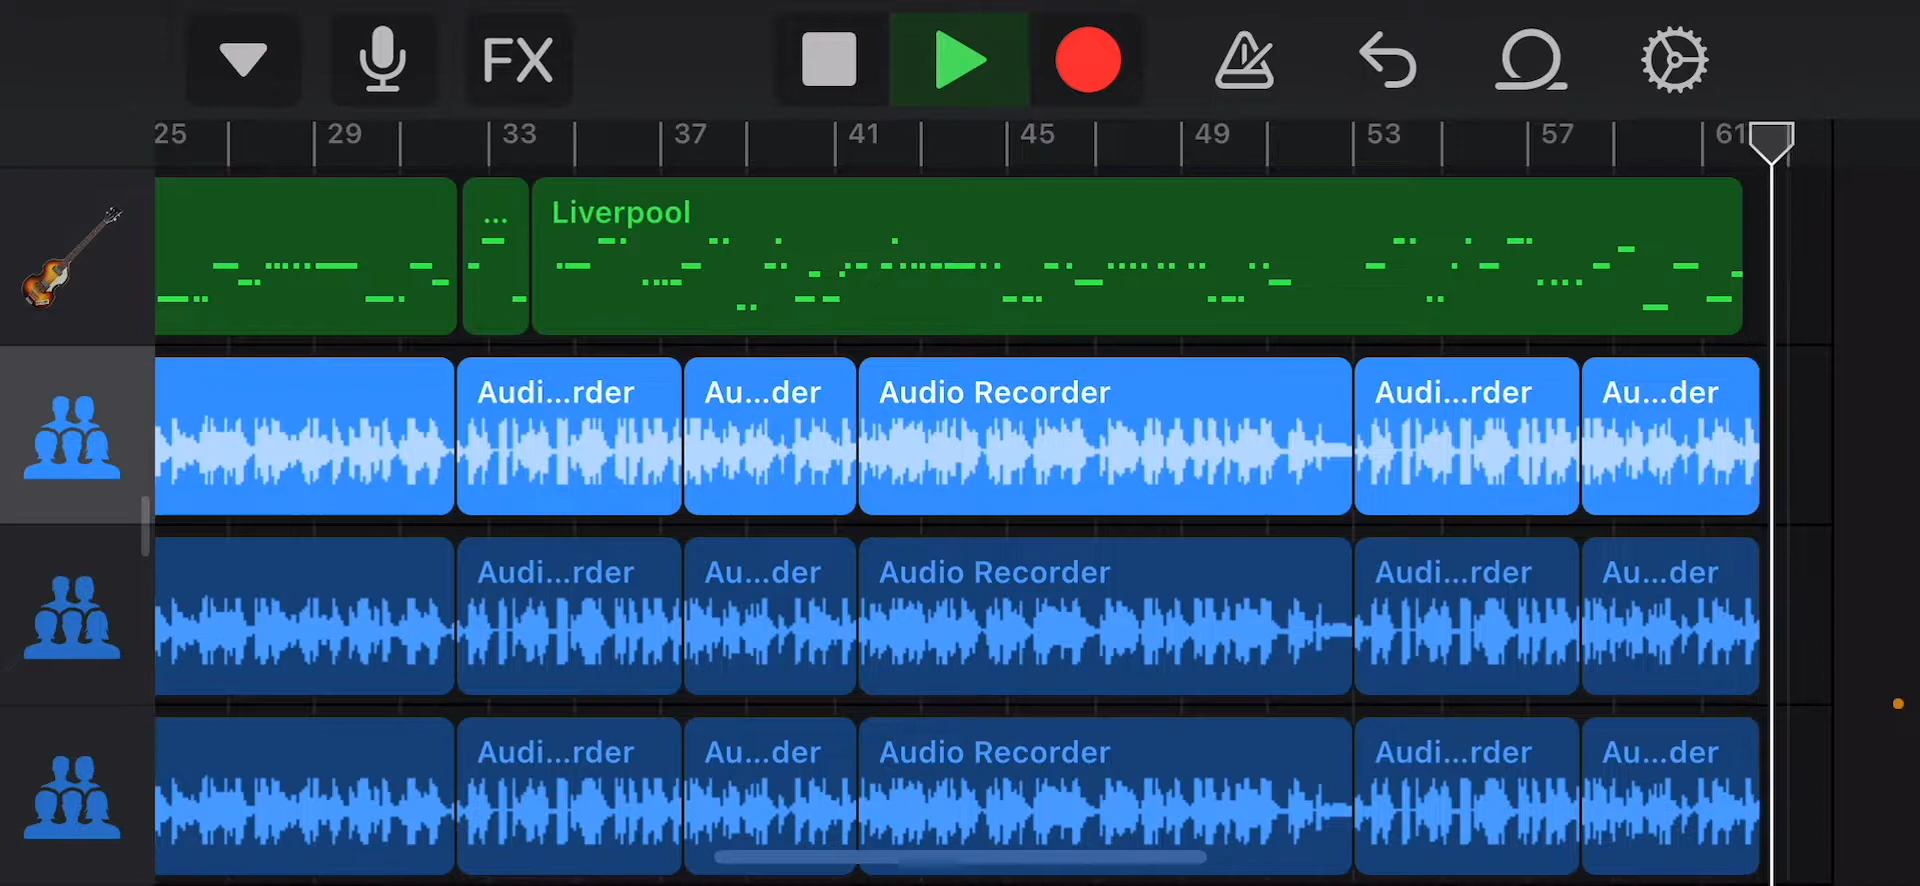 FX
25 29 33 37 41 45 49 53 57 61
... Liverpool
Audi...rder Au...der Audio Recorder Audi...rder Au...der
Audi...rder Au...der Audio Recorder Audi...rder Au...der
Audi...rder Au...der Audio Recorder Audi...rder Au...der